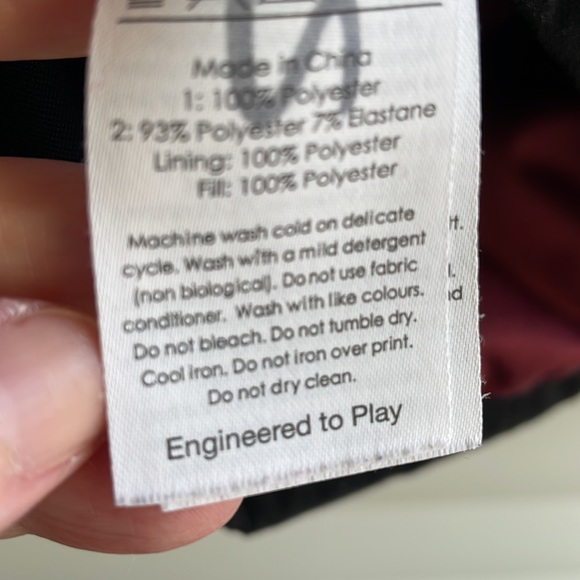 Made in China
1: 100% Polyester
2: 93% Polyester 7% Elastane
Lining: 100% Polyester
Fill: 100% Polyester
Machine wash cold on delicate
cycle. Wash with a mild detergent
(non biological). Do not use fabric
conditioner. Wash with like colours.
Do not bleach. Do not tumble dry.
Cool iron. Do not iron over print.
Do not dry clean.
Engineered to Play